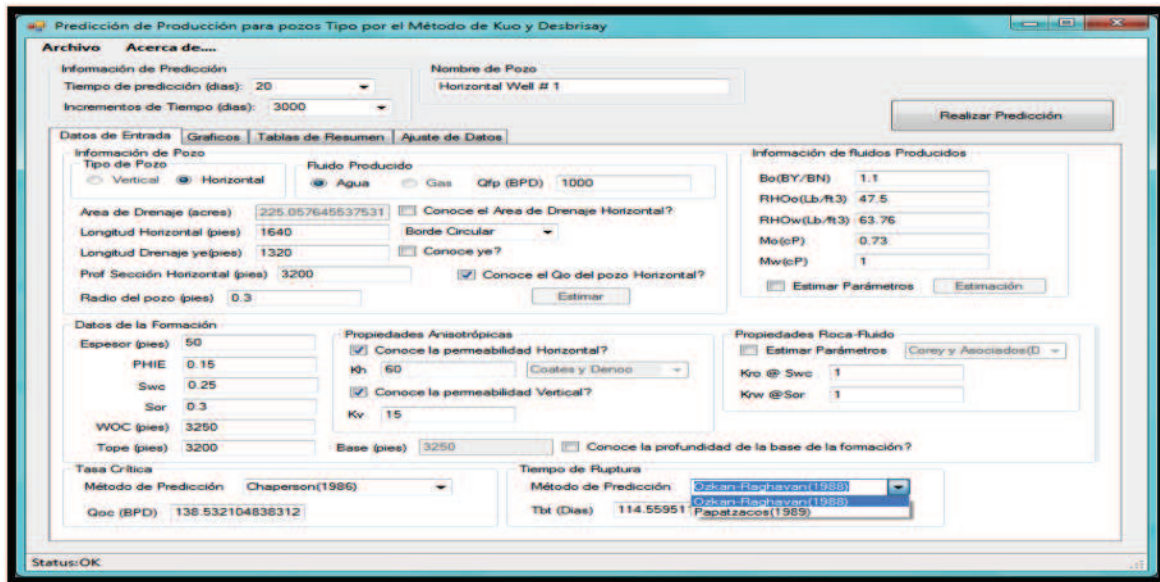 Predicción de Producción para pozos Tipo por el Método de Kuo y Desbrisay
Archivo Acerca de....
Información de Predicción
Tiempo de predicción (dias): 20
Incrementos de Tiempo (dias): 3000
Nombre de Pozo
Horizontal Well # 1
Realizar Predicción
Datos de Entrada Graficos Tablas de Resumen Ajuste de Datos
Información de Pozo
Tipo de Pozo
Vertical Horizontal
Fluido Producido
Agua Gas Qfp (BPD) 1000
Area de Drenaje (acres) 225.057645537531 Conoce el Area de Drenaje Horizontal?
Longitud Horizontal (pies) 1640 Borde Circular
Longitud Drenaje ye(pies) 1320 Conoce ye?
Prof Sección Horizontal (pies) 3200 Conoce el Qo del pozo Horizontal?
Radio del pozo (pies) 0.3 Estimar
Información de fluidos Producidos
Bo(BY/BN) 1.1
RHOo(Lb/ft3) 47.5
RHOw(Lb/ft3) 63.76
Mo(cP) 0.73
Mw(cP) 1
Estimar Parámetros Estimación
Datos de la Formación
Espesor (pies) 50
PHIE 0.15
Swc 0.25
Sor 0.3
WOC (pies) 3250
Tope (pies) 3200
Propiedades Anisotrópicas
Conoce la permeabilidad Horizontal?
Kh 60 Coates y Denoo
Conoce la permeabilidad Vertical?
Kv 15
Propiedades Roca-Fluido
Estimar Parámetros Corey y Asociados(D
Kro @ Swc 1
Krw @Sor 1
Base (pies) 3250 Conoce la profundidad de la base de la formación?
Tasa Crítica
Método de Predicción Chaperson(1986)
Qoc (BPD) 138.532104838312
Tiempo de Ruptura
Método de Predicción Ozkan-Raghavan(1988)
Ozkan-Raghavan(1988)
Tbt (Dias) 114.55951 Papatzacos(1989)
Status:OK